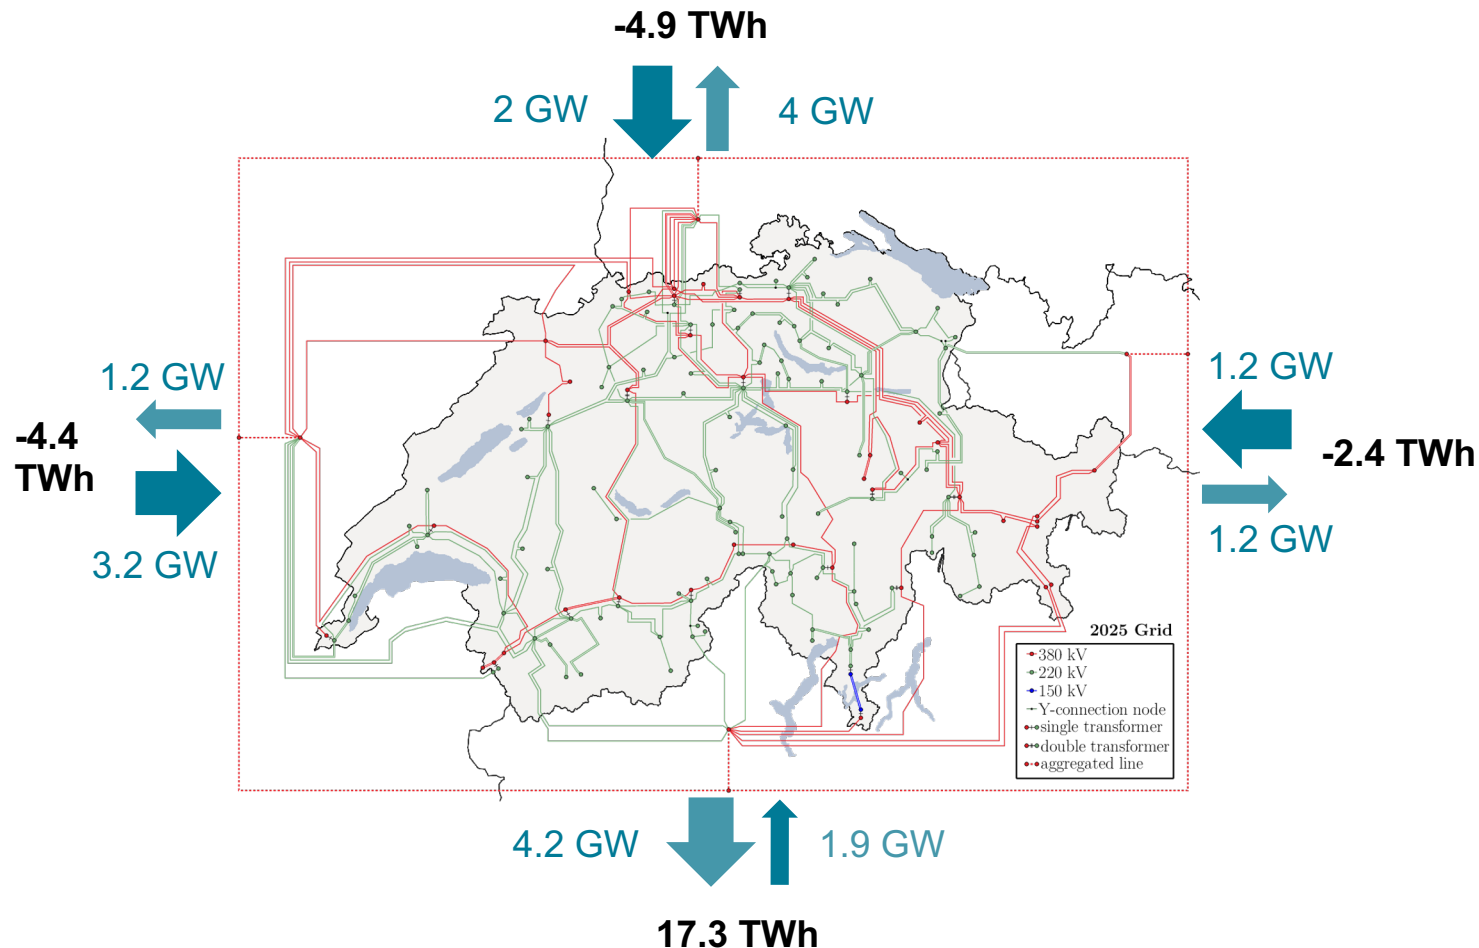 -4.9 TWh
2 GW
4 GW
1.2 GW
-4.4
TWh
3.2 GW
1.2 GW
-2.4 TWh
1.2 GW
2025 Grid
380 kV
220 kV
150 kV
Y-connection node
single transformer
double transformer
aggregated line
4.2 GW
1.9 GW
17.3 TWh